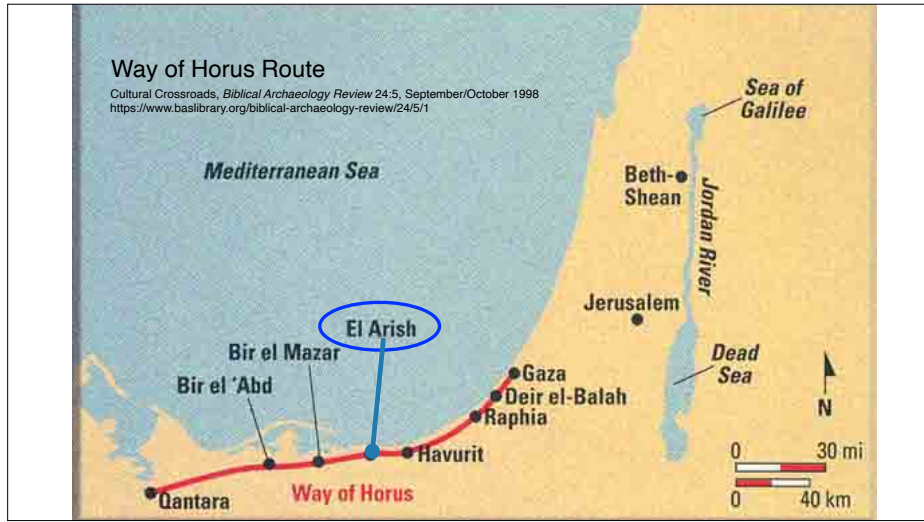 Way of Horus Route
Cultural Crossroads, Biblical Archaeology Review 24:5, September/October 1998
https://www.baslibrary.org/biblical-archaeology-review/24/5/1
Sea of
Galilee
Mediterranean Sea
Beth-
Shean
Jordan River
Jerusalem
El Arish
Bir el Mazar
Bir el ‘Abd
Dead
Sea
Gaza
Deir el-Balah
Raphia
N
Havurit
Qantara
Way of Horus
0 30 mi
0 40 km